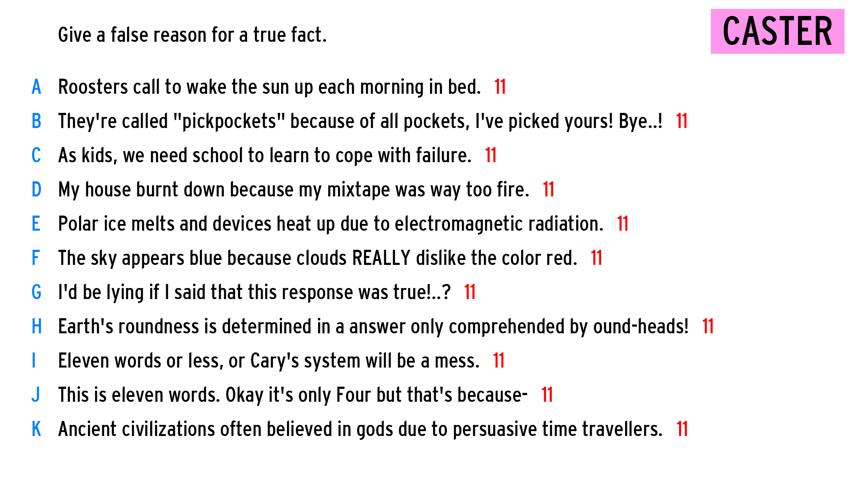 Give a false reason for a true fact.
CASTER
A Roosters call to wake the sun up each morning in bed. 11
B They're called "pickpockets" because of all pockets, I've picked yours! Bye..! 11
C As kids, we need school to learn to cope with failure. 11
D My house burnt down because my mixtape was way too fire. 11
E Polar ice melts and devices heat up due to electromagnetic radiation. 11
F The sky appears blue because clouds REALLY dislike the color red. 11
G I'd be lying if I said that this response was true!..? 11
H Earth's roundness is determined in a answer only comprehended by ound-heads! 11
I Eleven words or less, or Cary's system will be a mess. 11
J This is eleven words. Okay it's only Four but that's because- 11
K Ancient civilizations often believed in gods due to persuasive time travellers. 11